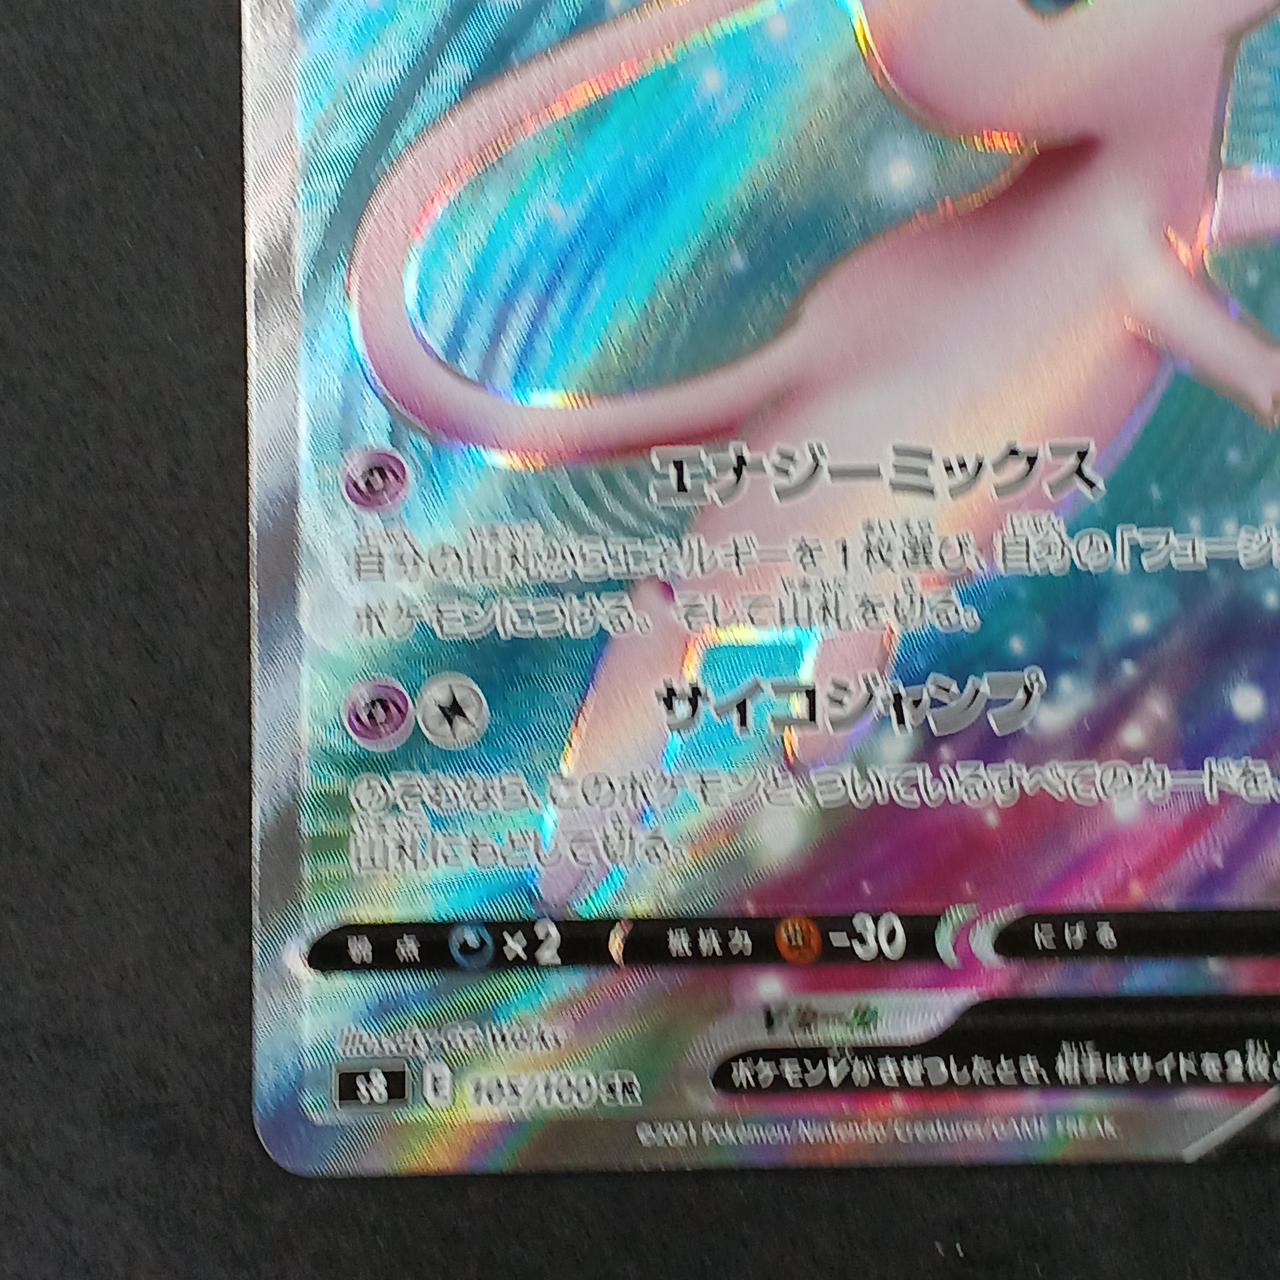 エナジーミックス
自分の山札からエネルギーを1枚選び、自分の「フュージ
ポケモンにつける。そして山札を切る。
サイコジャンプ
のぞむなら、このポケモンと、ついているすべてのカードを、
山札にもどして切る。
弱点 ×2 抵抗力 -30 にげる
Vルール
ポケモンVがきぜつしたとき、相手はサイドを2枚
S8 E 105/100 SR
©2021 Pokémon/Nintendo/Creatures/GAME FREAK